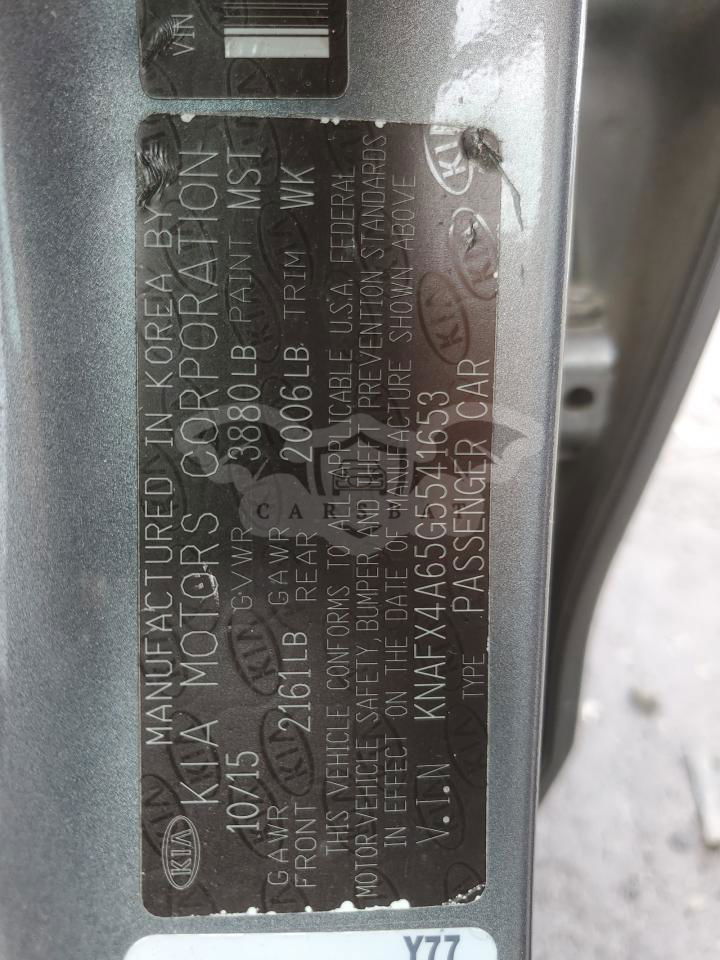 VIN
MANUFACTURED IN KOREA BY
KIA MOTORS CORPORATION
KIA
10/15 GVWR 3880LB PAINT MST
GAWR FRONT 2161LB GAWR REAR 2006LB TRIM WK
THIS VEHICLE CONFORMS TO ALL APPLICABLE U.S.A. FEDERAL
MOTOR VEHICLE SAFETY, BUMPER AND THEFT PREVENTION STANDARDS
IN EFFECT ON THE DATE OF MANUFACTURE SHOWN ABOVE
V.I.N KNAFX4A65G5541653
TYPE PASSENGER CAR
CARSBAT
Y77